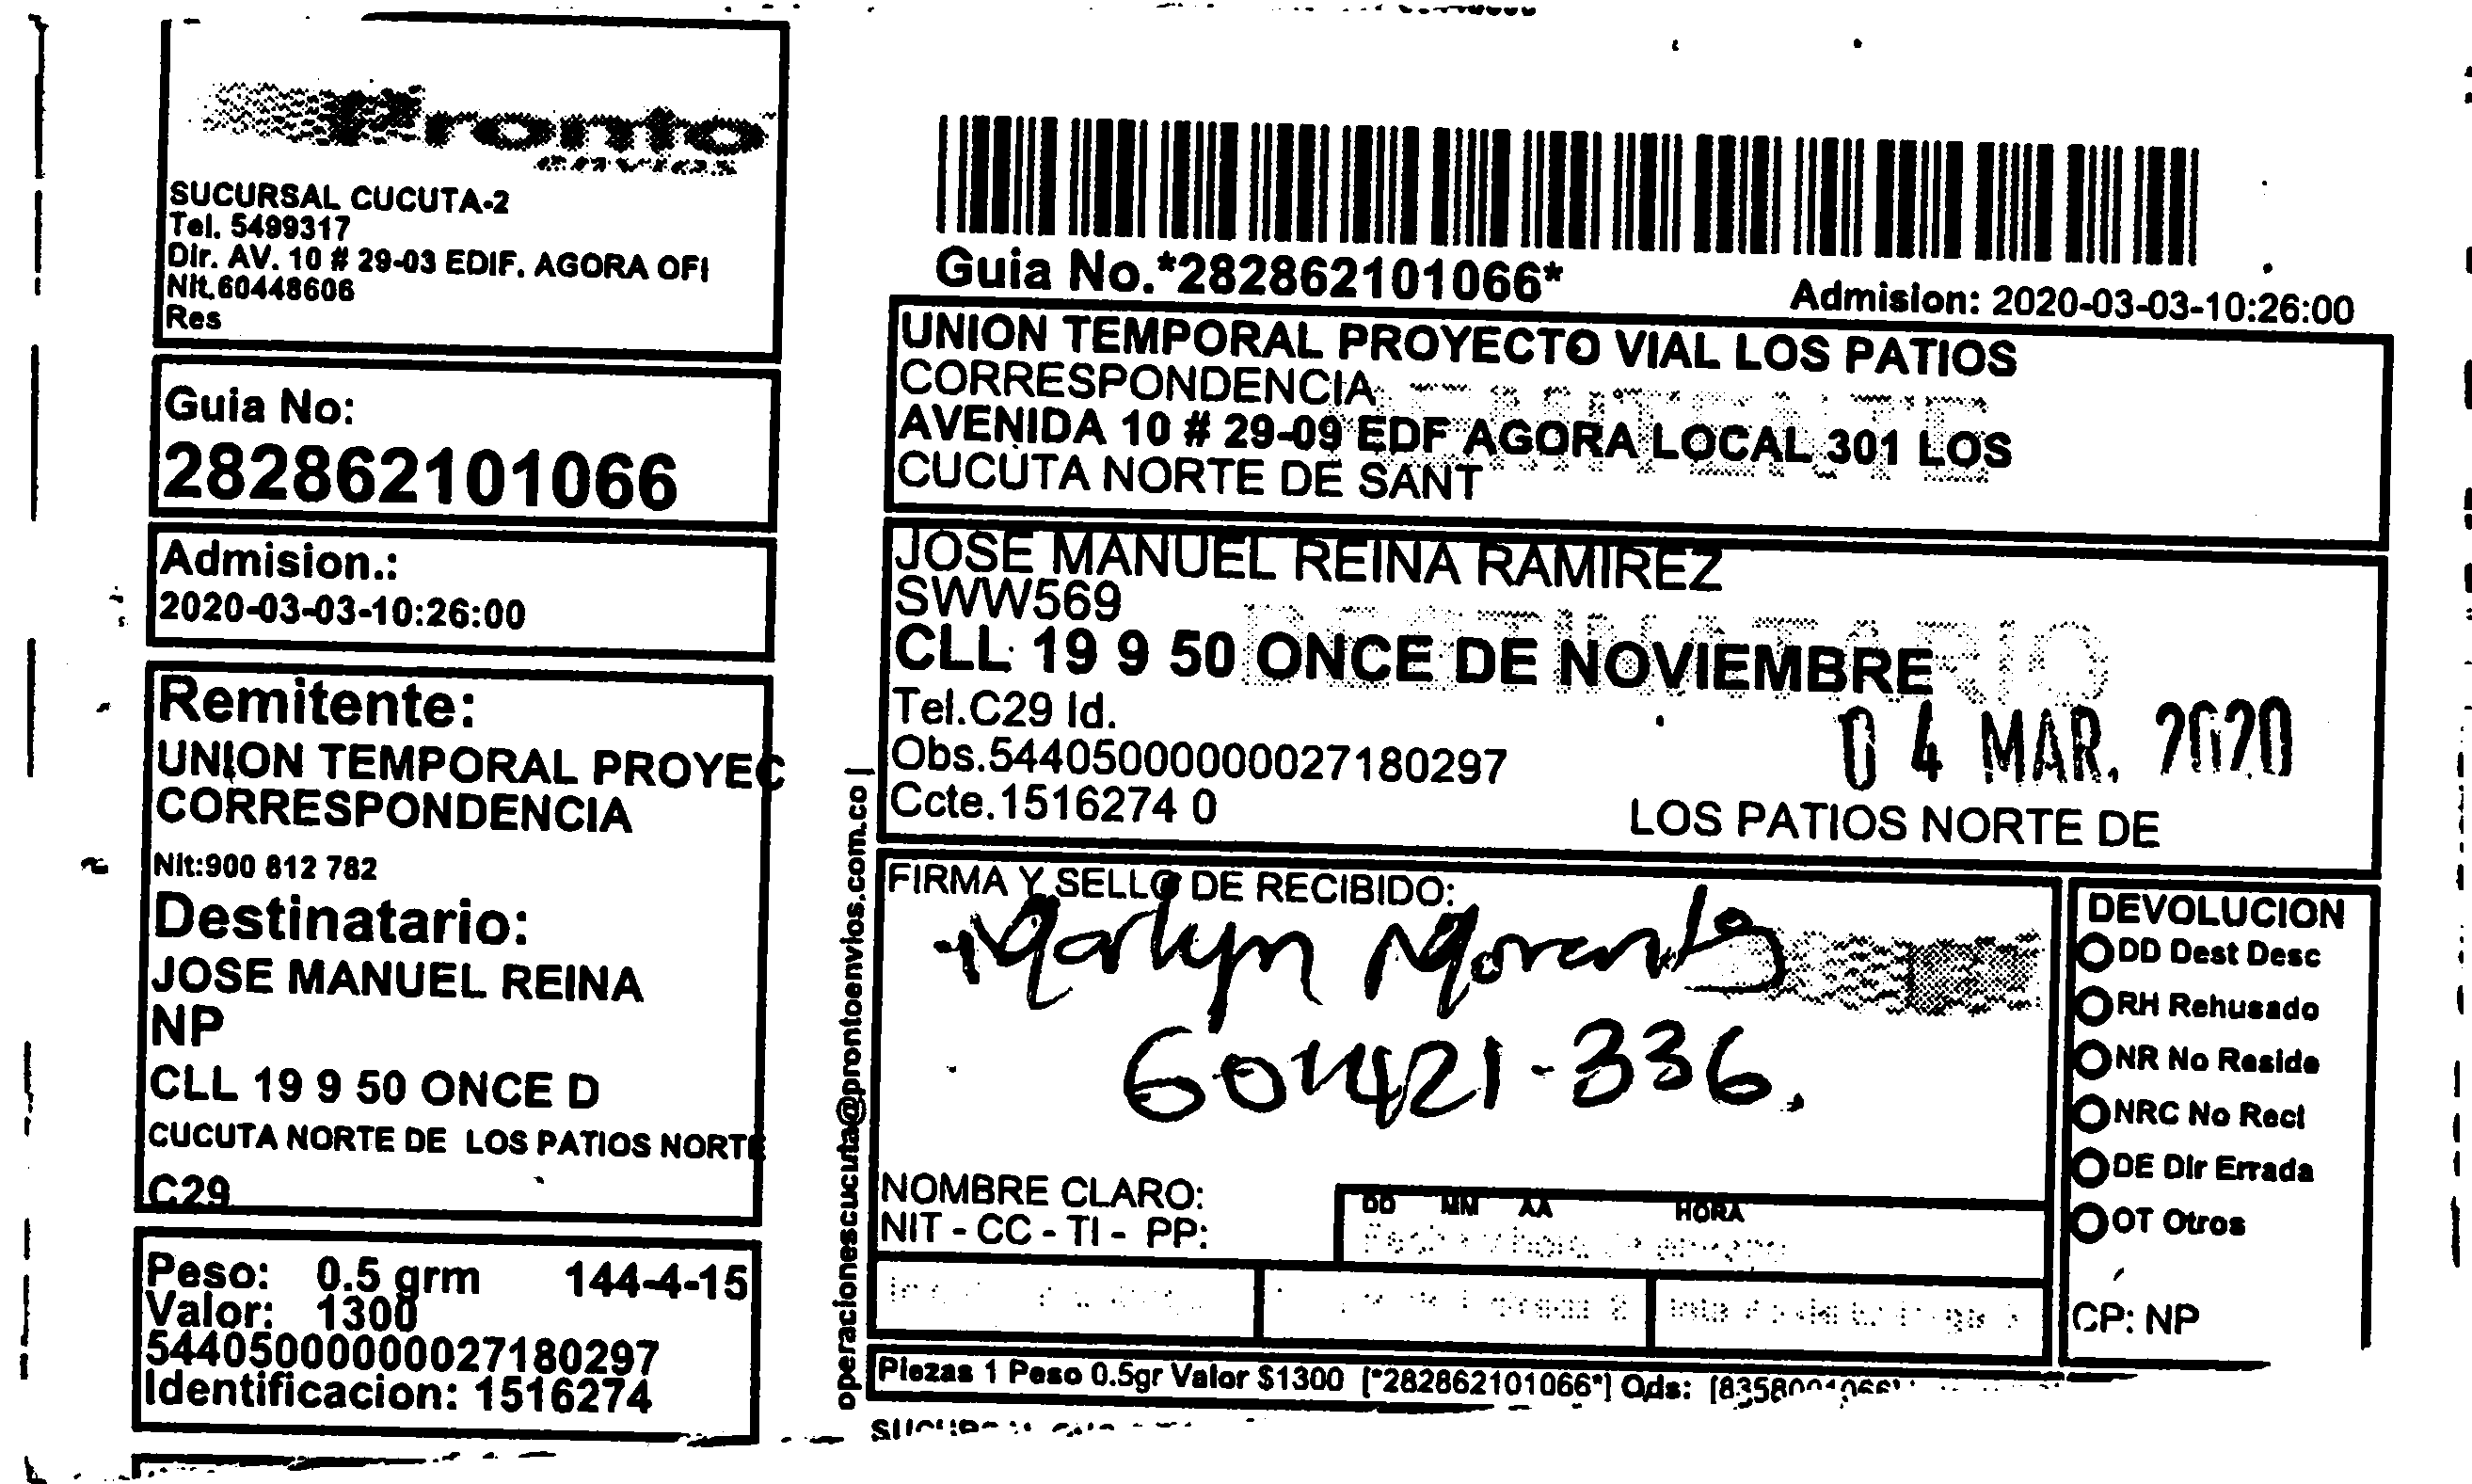 Pronto
envios
SUCURSAL CUCUTA-2
Tel. 5499317
Dir. AV. 10 # 29-03 EDIF. AGORA OFI
Nit.60448606
Res
Guia No:
282862101066
Admision.:
2020-03-03-10:26:00
Remitente:
UNION TEMPORAL PROYEC
CORRESPONDENCIA
Nit:900 812 782
Destinatario:
JOSE MANUEL REINA
NP
CLL 19 9 50 ONCE D
CUCUTA NORTE DE LOS PATIOS NORTE
C29
Peso: 0.5 grm 144-4-15
Valor: 1300
544050000000027180297
Identificacion: 1516274
operacionescucuta@prontoenvios.com.co |
Guia No.*282862101066*
Admision: 2020-03-03-10:26:00
UNION TEMPORAL PROYECTO VIAL LOS PATIOS
CORRESPONDENCIA
REMITENTE
AVENIDA 10 # 29-09 EDF AGORA LOCAL 301 LOS
CUCUTA NORTE DE SANT
JOSE MANUEL REINA RAMIREZ
SWW569
DESTINATARIO
CLL 19 9 50 ONCE DE NOVIEMBRE
Tel.C29 Id.
04 MAR. 2020
Obs.544050000000027180297
Ccte.1516274 0
LOS PATIOS NORTE DE
FIRMA Y SELLO DE RECIBIDO:
Marlyn Morants
NOMBRE CLARO:
NIT - CC - TI - PP:
DD MM AA HORA
DEVOLUCION
DD Dest Desc
RH Rehusado
NR No Reside
NRC No Recl
DE Dir Errada
OT Otros
CP: NP
Piezas 1 Peso 0.5gr Valor $1300 [*282862101066*] Ods: